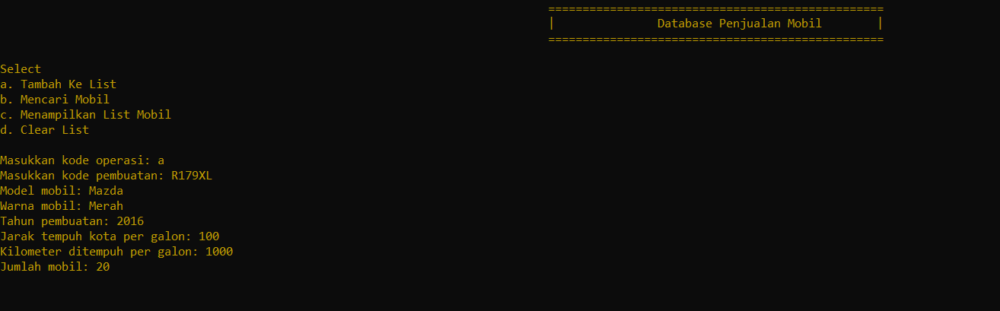 =================================================
|               Database Penjualan Mobil        |
=================================================
Select
a. Tambah Ke List
b. Mencari Mobil
c. Menampilkan List Mobil
d. Clear List
Masukkan kode operasi: a
Masukkan kode pembuatan: R179XL
Model mobil: Mazda
Warna mobil: Merah
Tahun pembuatan: 2016
Jarak tempuh kota per galon: 100
Kilometer ditempuh per galon: 1000
Jumlah mobil: 20